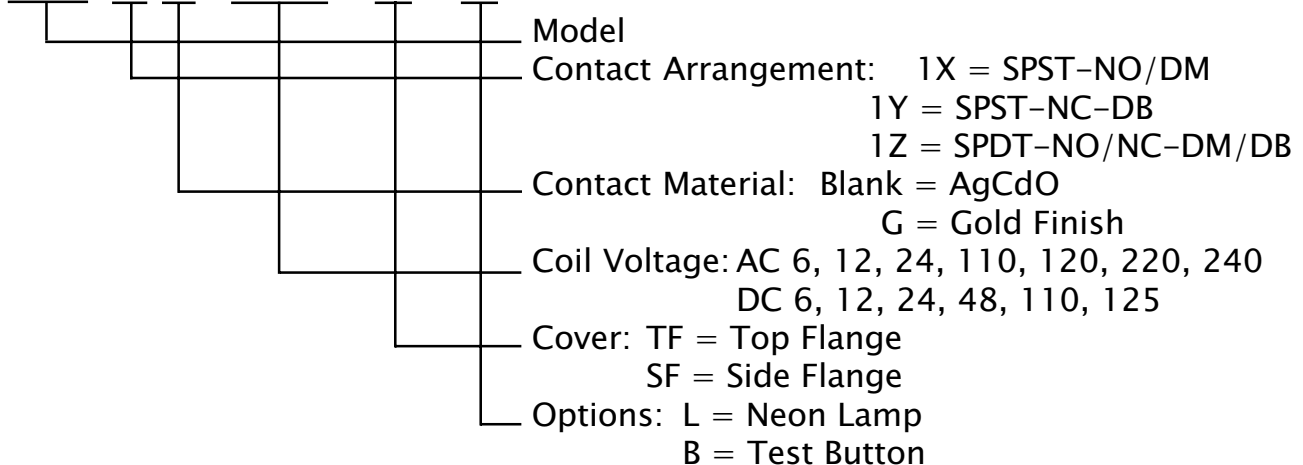 Model
Contact Arrangement: 1X = SPST-NO/DM
1Y = SPST-NC-DB
1Z = SPDT-NO/NC-DM/DB
Contact Material: Blank = AgCdO
G = Gold Finish
Coil Voltage: AC 6, 12, 24, 110, 120, 220, 240
DC 6, 12, 24, 48, 110, 125
Cover: TF = Top Flange
SF = Side Flange
Options: L = Neon Lamp
B = Test Button